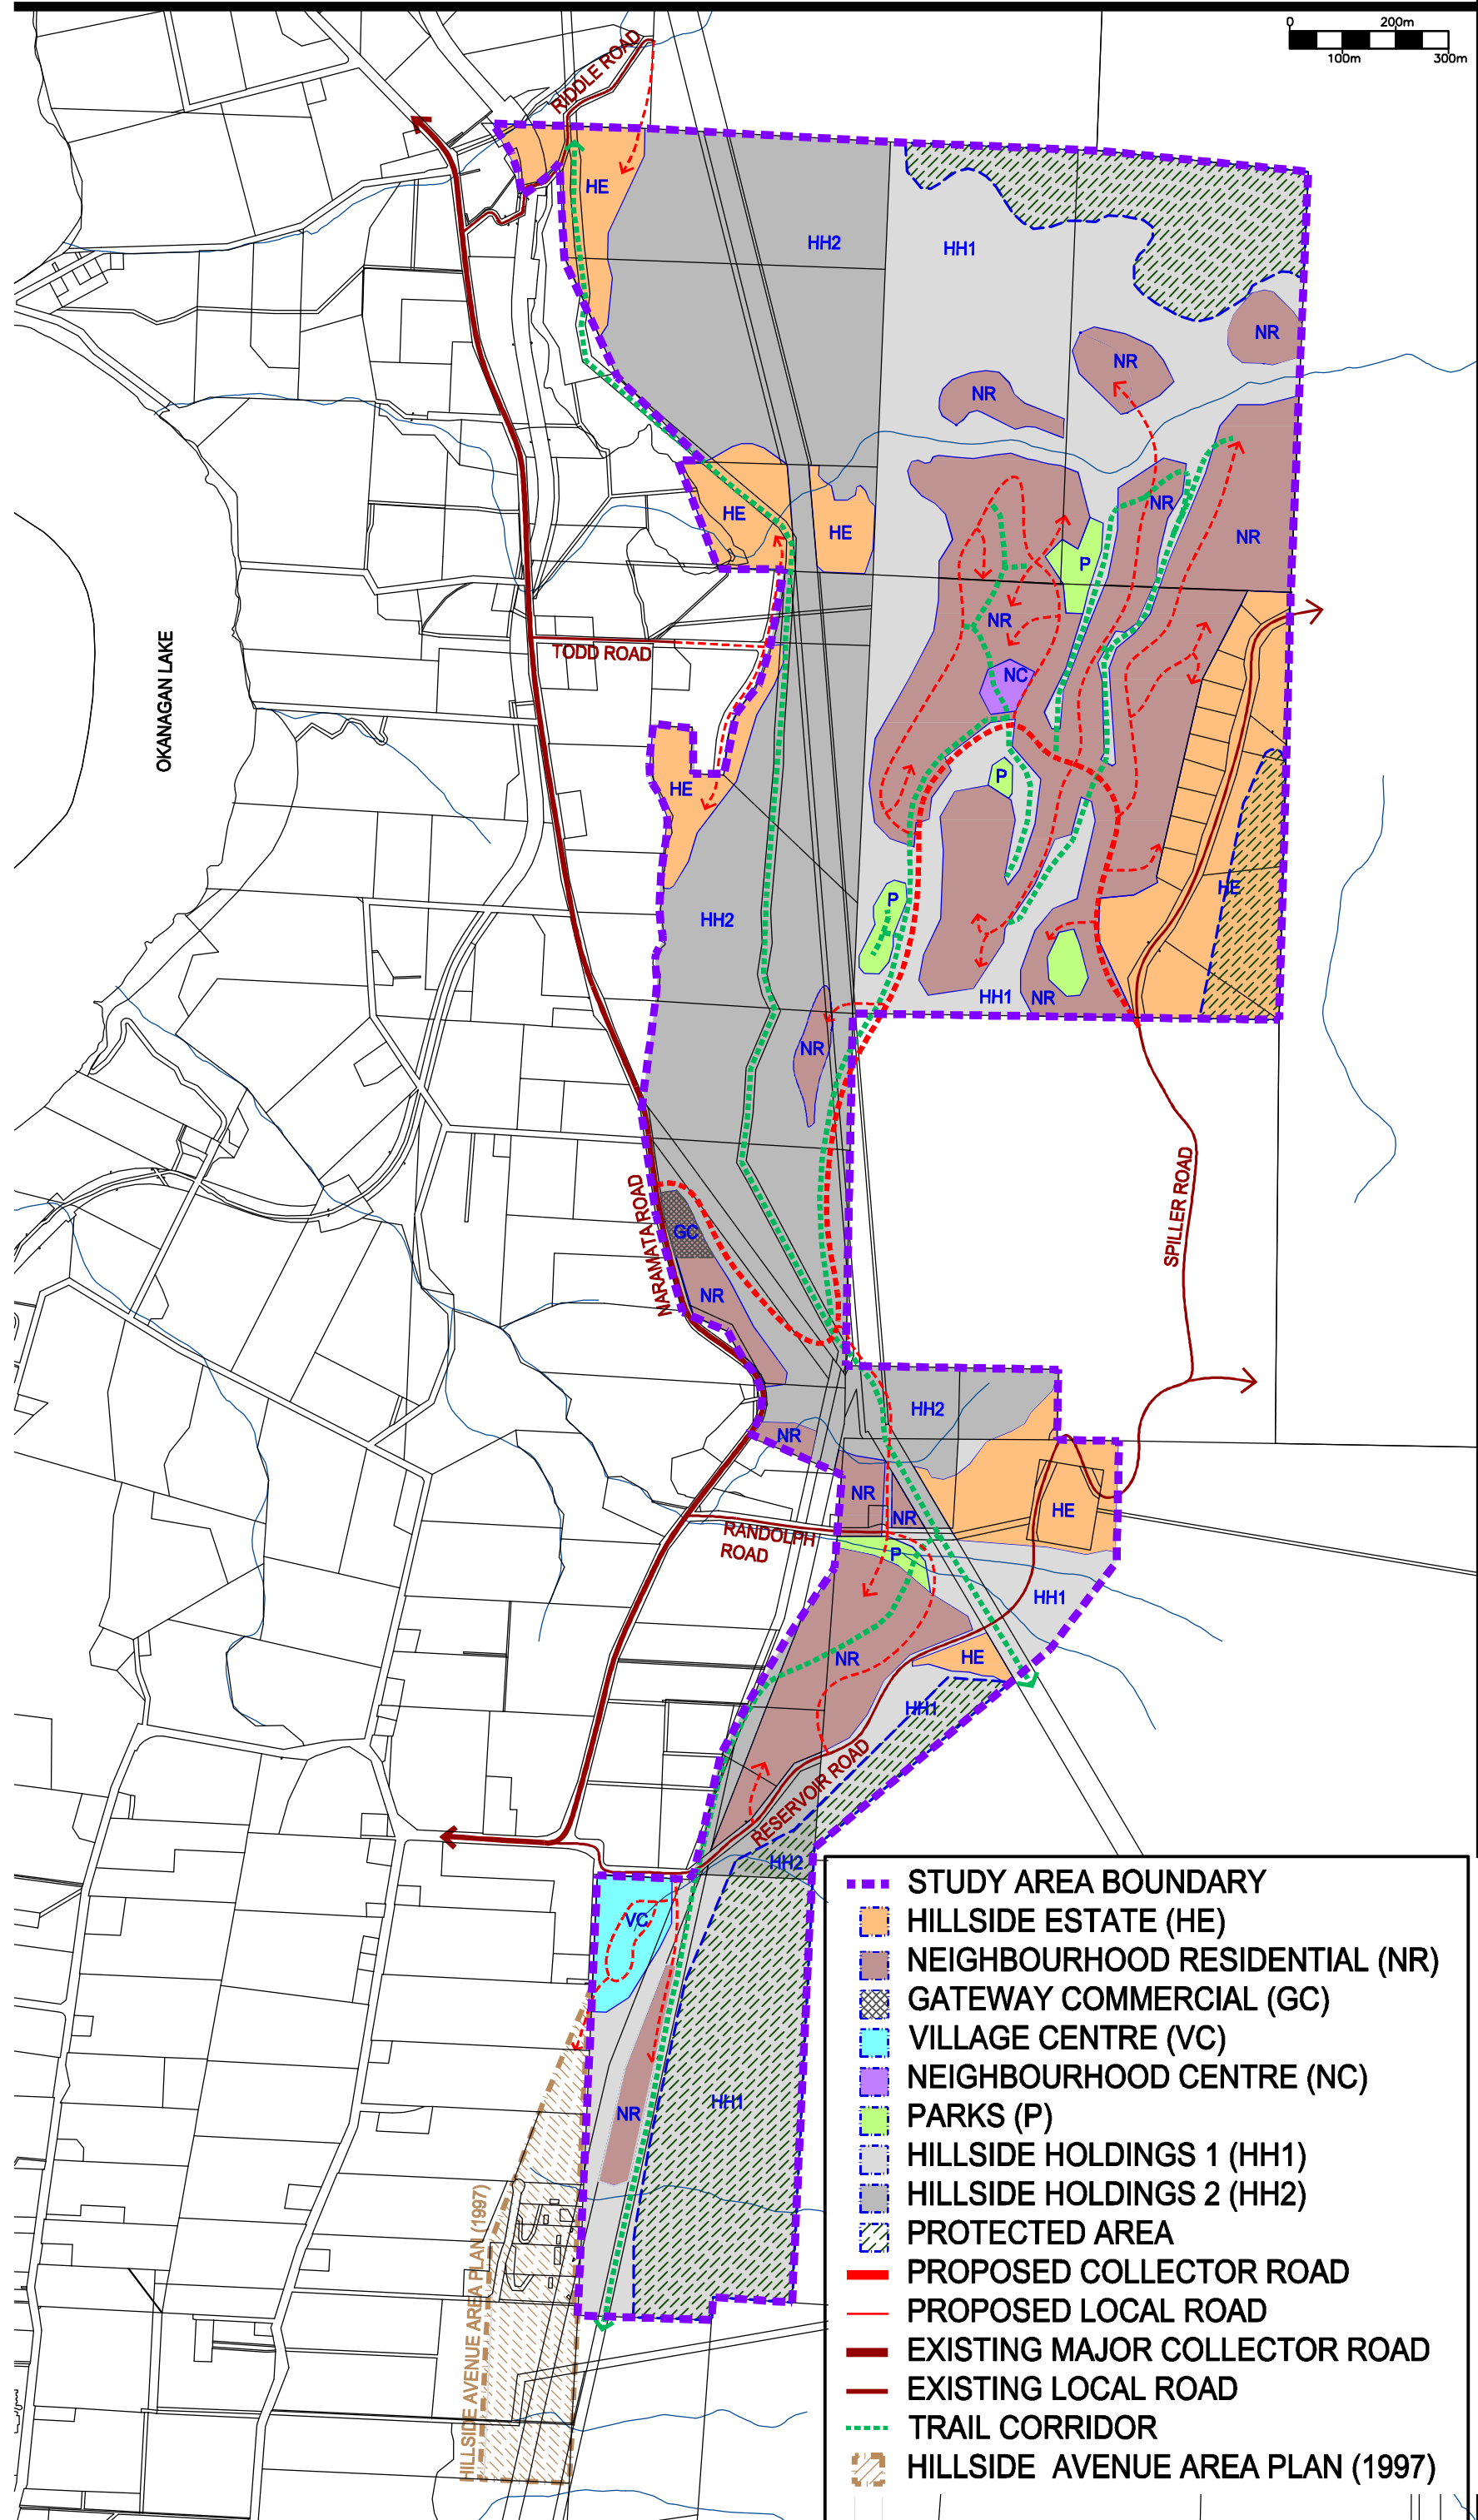 0 200m
100m 300m
RIDDLE ROAD
HE
HH2
HH1
NR
NR
NR
HE
HE
NR
NR
P
NR
TODD ROAD
OKANAGAN LAKE
NC
P
HE
HE
P
HH2
HH1
NR
NR
SPILLER ROAD
NARAMATA ROAD
GC
NR
HH2
NR
NR
HE
NR
RANDOLPH
ROAD
P
HH1
NR
HE
HH1
RESERVOIR ROAD
HH2
VC
HH1
NR
HILLSIDE AVENUE AREA PLAN (1997)
STUDY AREA BOUNDARY
HILLSIDE ESTATE (HE)
NEIGHBOURHOOD RESIDENTIAL (NR)
GATEWAY COMMERCIAL (GC)
VILLAGE CENTRE (VC)
NEIGHBOURHOOD CENTRE (NC)
PARKS (P)
HILLSIDE HOLDINGS 1 (HH1)
HILLSIDE HOLDINGS 2 (HH2)
PROTECTED AREA
PROPOSED COLLECTOR ROAD
PROPOSED LOCAL ROAD
EXISTING MAJOR COLLECTOR ROAD
EXISTING LOCAL ROAD
TRAIL CORRIDOR
HILLSIDE AVENUE AREA PLAN (1997)